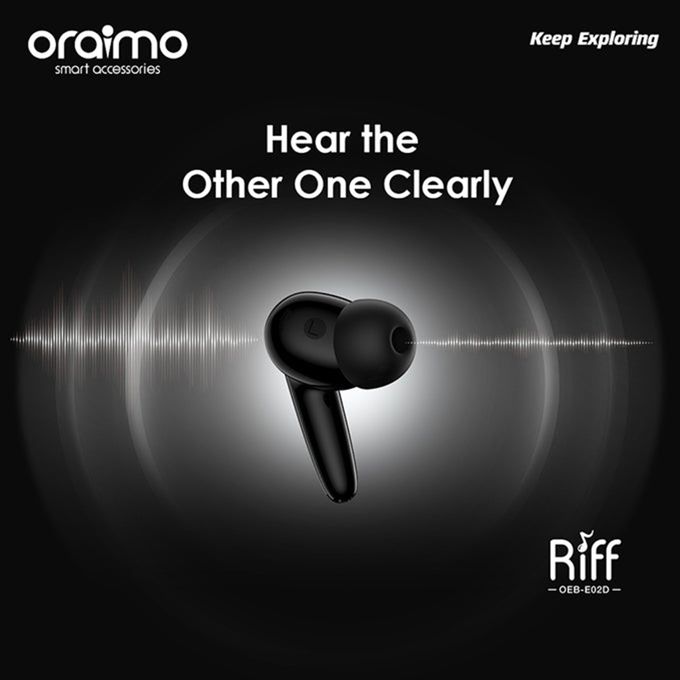 oraimo
smart accessories
Keep Exploring
Hear the
Other One Clearly
L
Riff
OEB-E02D